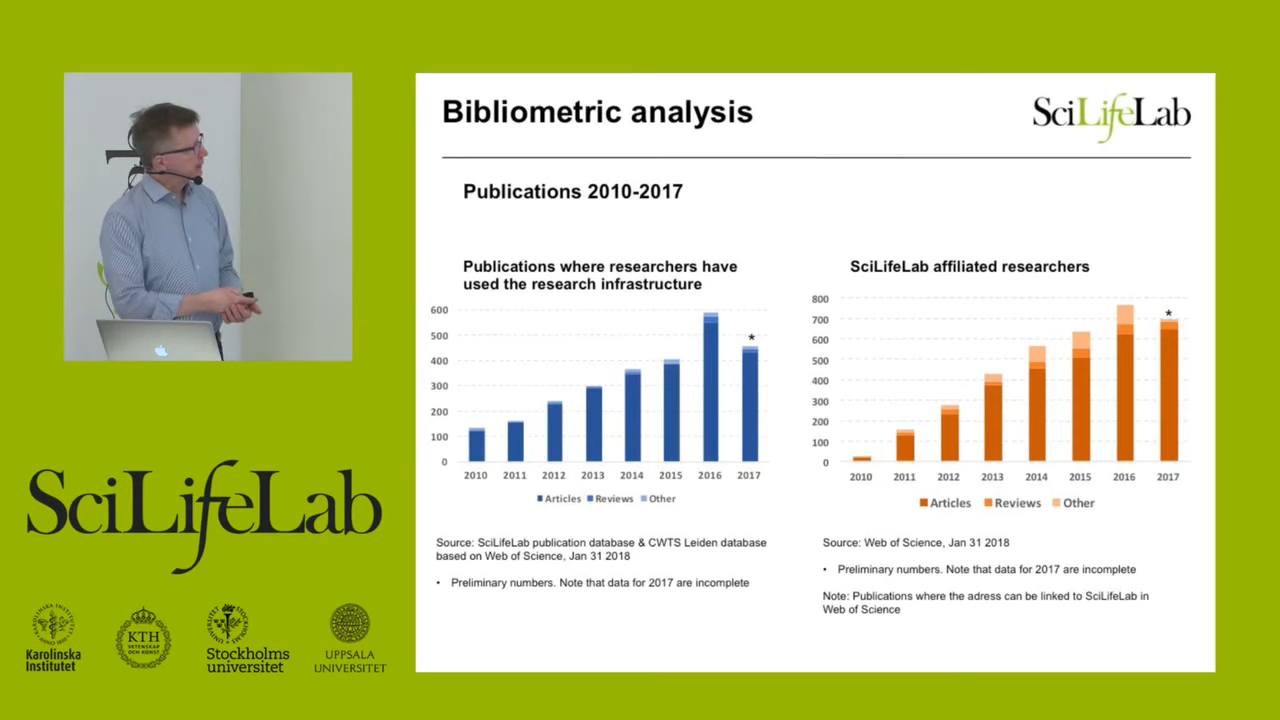 Bibliometric analysis
SciLifeLab
Publications 2010-2017
Publications where researchers have
used the research infrastructure
600
500
400
300
200
100
0
*
2010 2011 2012 2013 2014 2015 2016 2017
Articles Reviews Other
Source: SciLifeLab publication database & CWTS Leiden database
based on Web of Science, Jan 31 2018
• Preliminary numbers. Note that data for 2017 are incomplete
SciLifeLab affiliated researchers
800
700
600
500
400
300
200
100
0
*
2010 2011 2012 2013 2014 2015 2016 2017
Articles Reviews Other
Source: Web of Science, Jan 31 2018
• Preliminary numbers. Note that data for 2017 are incomplete
Note: Publications where the adress can be linked to SciLifeLab in
Web of Science
SciLifeLab
Karolinska
Institutet
KTH
VETENSKAP
OCH KONST
Stockholms
universitet
UPPSALA
UNIVERSITET